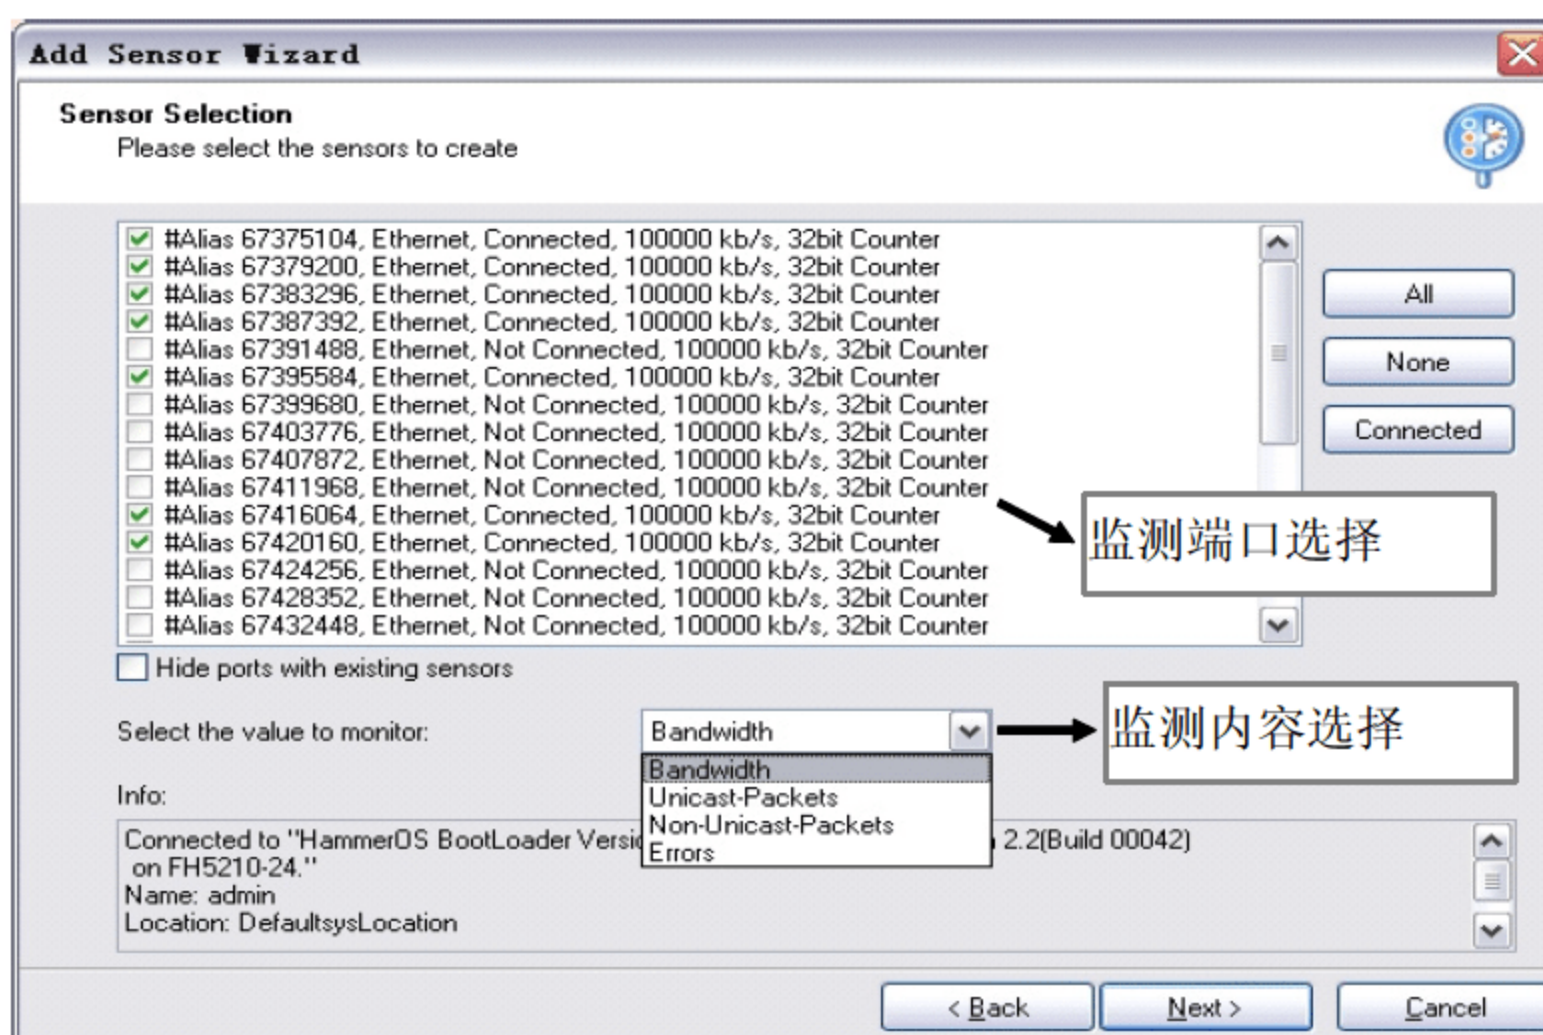 Add Sensor Wizard
Sensor Selection
Please select the sensors to create
#Alias 67375104, Ethernet, Connected, 100000 kb/s, 32bit Counter
#Alias 67379200, Ethernet, Connected, 100000 kb/s, 32bit Counter
#Alias 67383296, Ethernet, Connected, 100000 kb/s, 32bit Counter
#Alias 67387392, Ethernet, Connected, 100000 kb/s, 32bit Counter
#Alias 67391488, Ethernet, Not Connected, 100000 kb/s, 32bit Counter
#Alias 67395584, Ethernet, Connected, 100000 kb/s, 32bit Counter
#Alias 67399680, Ethernet, Not Connected, 100000 kb/s, 32bit Counter
#Alias 67403776, Ethernet, Not Connected, 100000 kb/s, 32bit Counter
#Alias 67407872, Ethernet, Not Connected, 100000 kb/s, 32bit Counter
#Alias 67411968, Ethernet, Not Connected, 100000 kb/s, 32bit Counter
#Alias 67416064, Ethernet, Connected, 100000 kb/s, 32bit Counter
#Alias 67420160, Ethernet, Connected, 100000 kb/s, 32bit Counter
#Alias 67424256, Ethernet, Not Connected, 100000 kb/s, 32bit Counter
#Alias 67428352, Ethernet, Not Connected, 100000 kb/s, 32bit Counter
#Alias 67432448, Ethernet, Not Connected, 100000 kb/s, 32bit Counter
All
None
Connected
监测端口选择
Hide ports with existing sensors
Select the value to monitor:
Bandwidth
监测内容选择
Bandwidth
Unicast-Packets
Non-Unicast-Packets
Errors
Info:
Connected to "HammerOS BootLoader 2.2(Build 00042)
on FH5210-24."
Name: admin
Location: DefaultsysLocation
< Back
Next >
Cancel